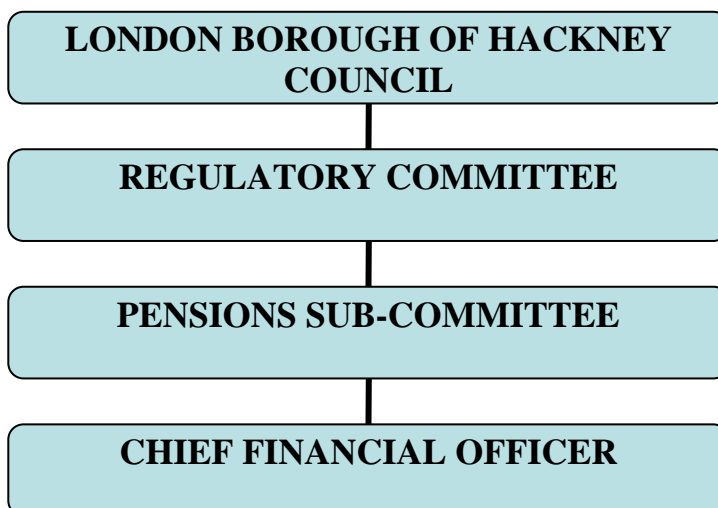 LONDON BOROUGH OF HACKNEY
COUNCIL
REGULATORY COMMITTEE
PENSIONS SUB-COMMITTEE
CHIEF FINANCIAL OFFICER